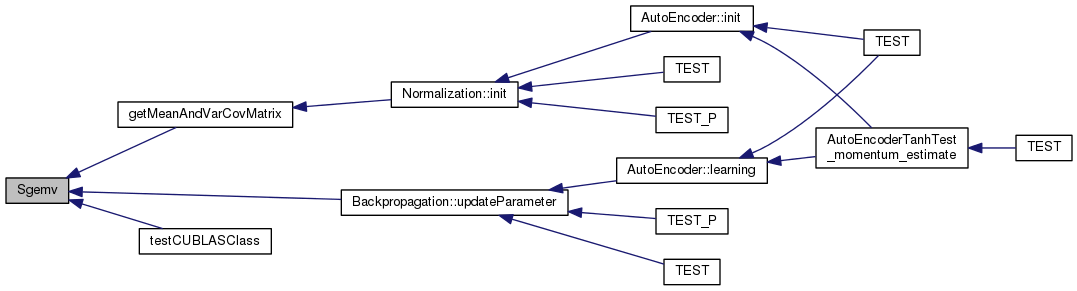 AutoEncoder::init
TEST
TEST
Normalization::init
getMeanAndVarCovMatrix
TEST_P
AutoEncoderTanhTest
_momentum_estimate
TEST
AutoEncoder::learning
Sgemv
Backpropagation::updateParameter
TEST_P
testCUBLASClass
TEST